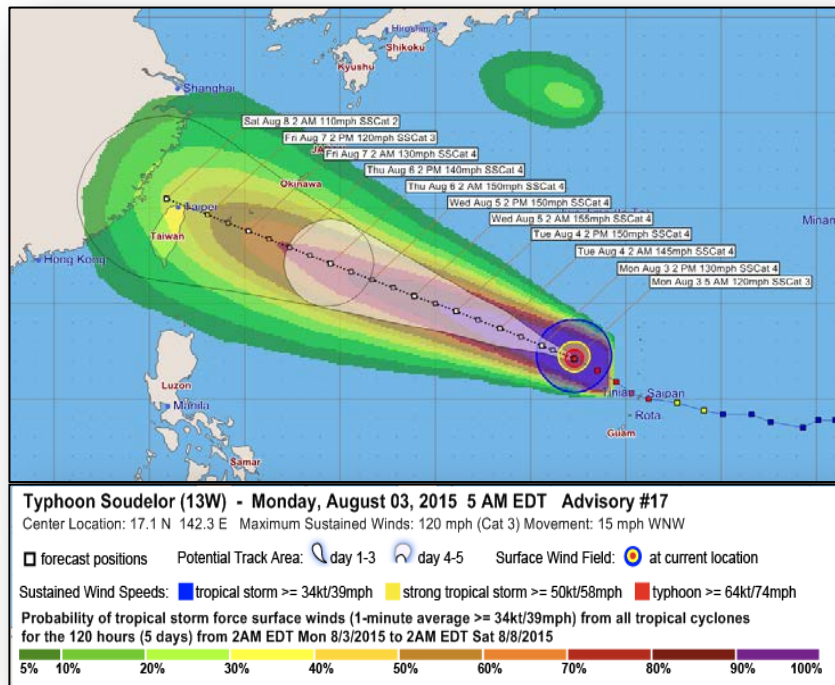 Hiroshima
Shikoku
Kyushu
Shanghai
Sat Aug 8 2 AM 110mph SSCat 2
Fri Aug 7 2 PM 120mph SSCat 3
JA
Fri Aug 7 2 AM 130mph SSCat 4
Thu Aug 6 2 PM 140mph SSCat 4
Okinawa
Thu Aug 6 2 AM 150mph SSCat 4
Wed Aug 5 2 PM 150mph SSCat 4
Taipei
Wed Aug 5 2 AM 155mph SSCat 4
Minam
Tue Aug 4 2 PM 150mph SSCat 4
Taiwan
Tue Aug 4 2 AM 145mph SSCat 4
Hong Kong
Mon Aug 3 2 PM 130mph SSCat 4
Mon Aug 3 5 AM 120mph SSCat 3
Luzon
Tinian Saipan
Manila
Rota
Guam
Samar
Typhoon Soudelor (13W) - Monday, August 03, 2015 5 AM EDT Advisory #17
Center Location: 17.1 N 142.3 E Maximum Sustained Winds: 120 mph (Cat 3) Movement: 15 mph WNW
forecast positions Potential Track Area: day 1-3 day 4-5 Surface Wind Field: at current location
Sustained Wind Speeds: tropical storm >= 34kt/39mph strong tropical storm >= 50kt/58mph typhoon >= 64kt/74mph
Probability of tropical storm force surface winds (1-minute average >= 34kt/39mph) from all tropical cyclones
for the 120 hours (5 days) from 2AM EDT Mon 8/3/2015 to 2AM EDT Sat 8/8/2015
5% 10% 20% 30% 40% 50% 60% 70% 80% 90% 100%